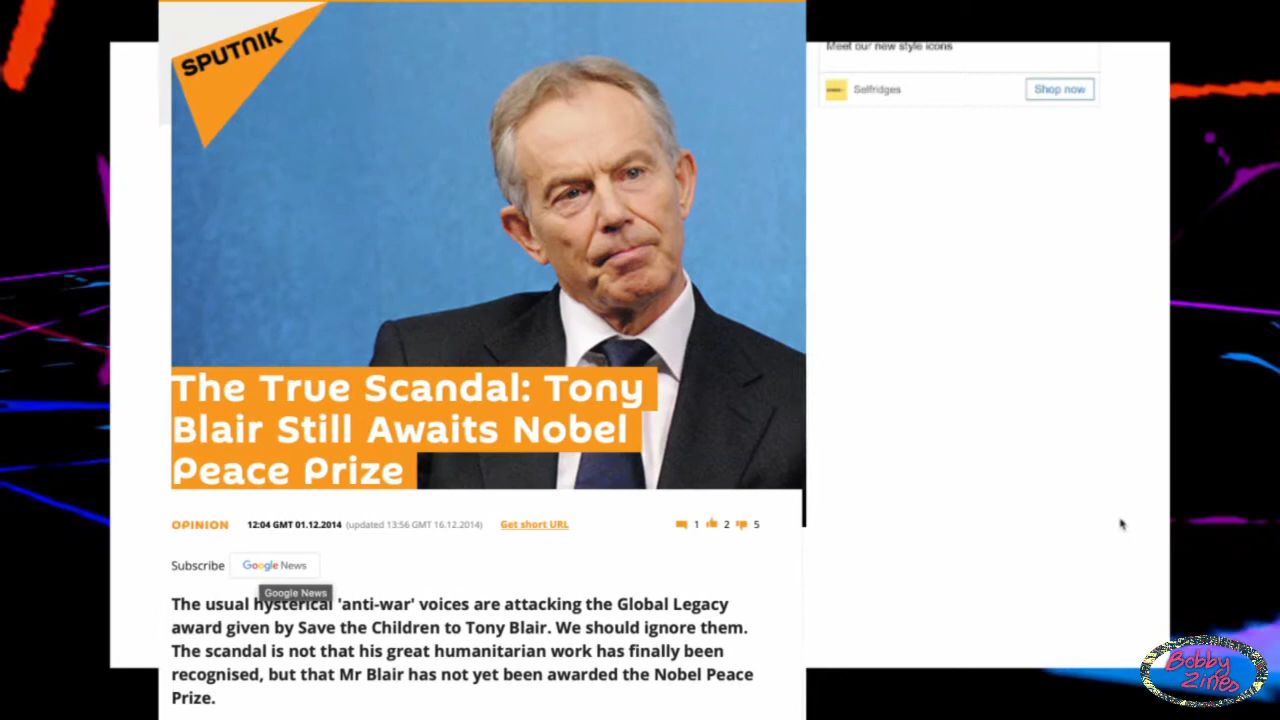 SPUTNIK
Meet our new style icons
Selfridges
Shop now
The True Scandal: Tony
Blair Still Awaits Nobel
Peace Prize
OPINION 12:04 GMT 01.12.2014 (updated 13:56 GMT 16.12.2014) Get short URL 1 2 5
Subscribe Google News
Google News
The usual hysterical 'anti-war' voices are attacking the Global Legacy
award given by Save the Children to Tony Blair. We should ignore them.
The scandal is not that his great humanitarian work has finally been
recognised, but that Mr Blair has not yet been awarded the Nobel Peace
Prize.
Bobby
Zines